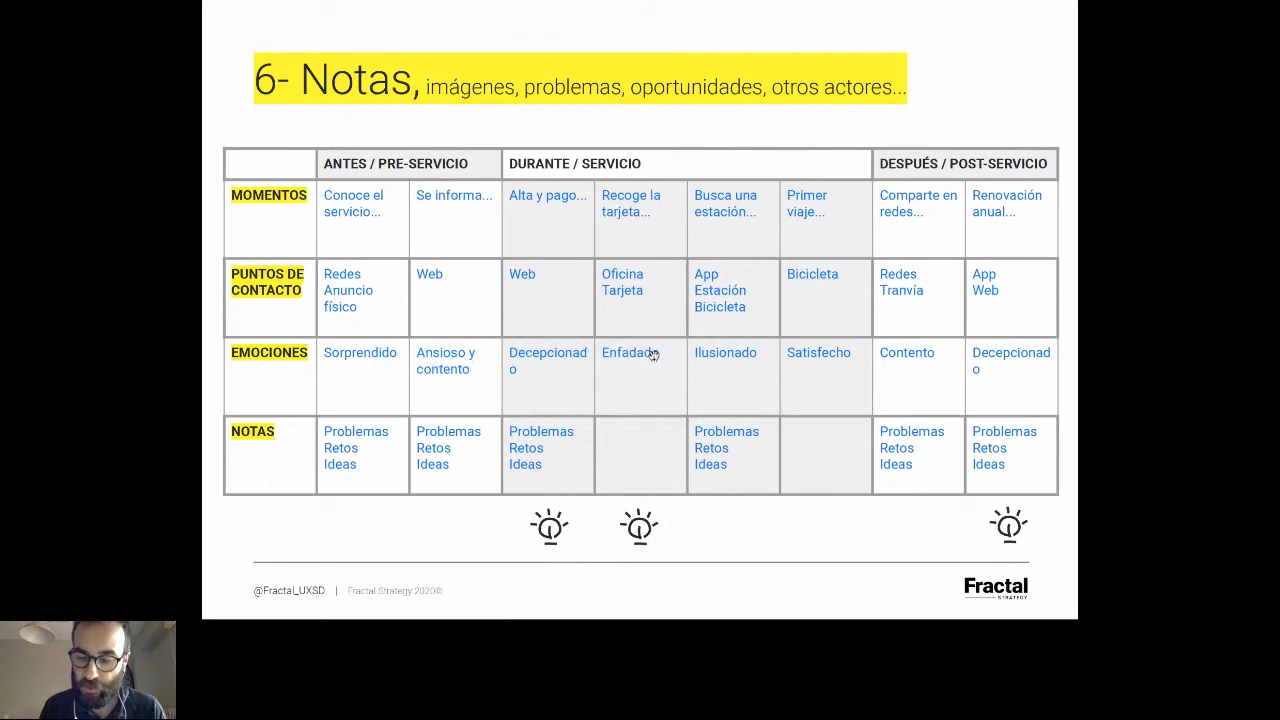 6- Notas, imágenes, problemas, oportunidades, otros actores...
ANTES / PRE-SERVICIO DURANTE / SERVICIO DESPUÉS / POST-SERVICIO
MOMENTOS
Conoce el
servicio...
Se informa...
Alta y pago...
Recoge la
tarjeta...
Busca una
estación...
Primer
viaje...
Comparte en
redes...
Renovación
anual...
PUNTOS DE
CONTACTO
Redes
Anuncio
físico
Web
Web
Oficina
Tarjeta
App
Estación
Bicicleta
Bicicleta
Redes
Tranvía
App
Web
EMOCIONES
Sorprendido
Ansioso y
contento
Decepcionad
o
Enfadado
Ilusionado
Satisfecho
Contento
Decepcionad
o
NOTAS
Problemas
Retos
Ideas
Problemas
Retos
Ideas
Problemas
Retos
Ideas
Problemas
Retos
Ideas
Problemas
Retos
Ideas
Problemas
Retos
Ideas
@Fractal_UXSD | Fractal Strategy 2020©
Fractal
STRATEGY